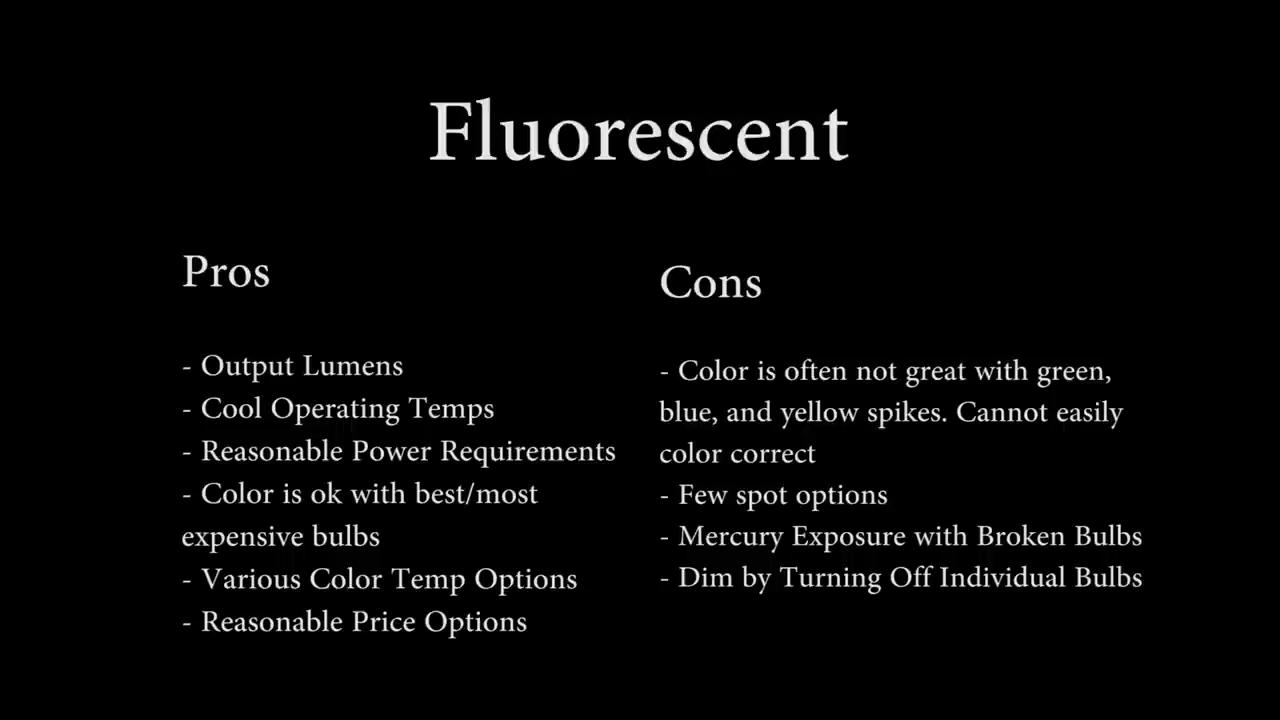 Fluorescent
Pros
- Output Lumens
- Cool Operating Temps
- Reasonable Power Requirements
- Color is ok with best/most
expensive bulbs
- Various Color Temp Options
- Reasonable Price Options
Cons
- Color is often not great with green,
blue, and yellow spikes. Cannot easily
color correct
- Few spot options
- Mercury Exposure with Broken Bulbs
- Dim by Turning Off Individual Bulbs